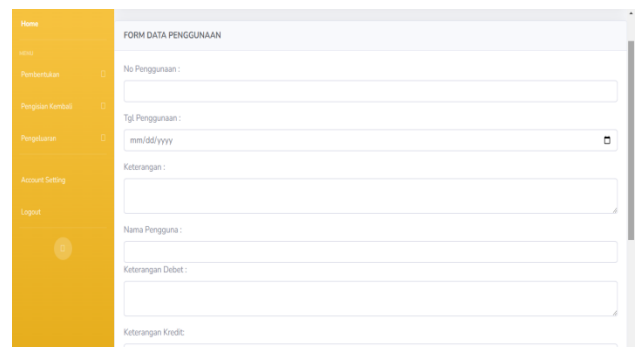 Home
MENU
Pembentukan
Pengisian Kembali
Pengeluaran
Account Setting
Logout
FORM DATA PENGGUNAAN
No Penggunaan :
Tgl Penggunaan :
mm/dd/yyyy
Keterangan :
Nama Pengguna :
Keterangan Debet :
Keterangan Kredit: